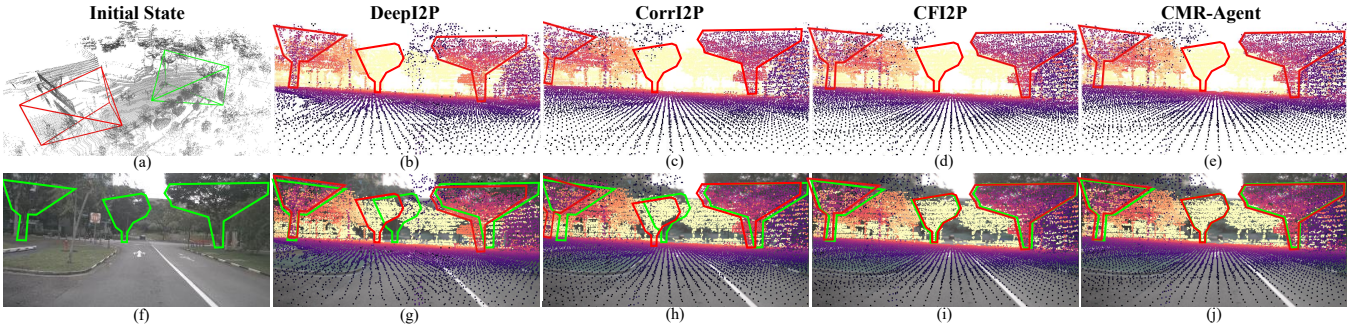 Initial State DeepI2P CorrI2P CFI2P CMR-Agent
(a) (b) (c) (d) (e)
(f) (g) (h) (i) (j)